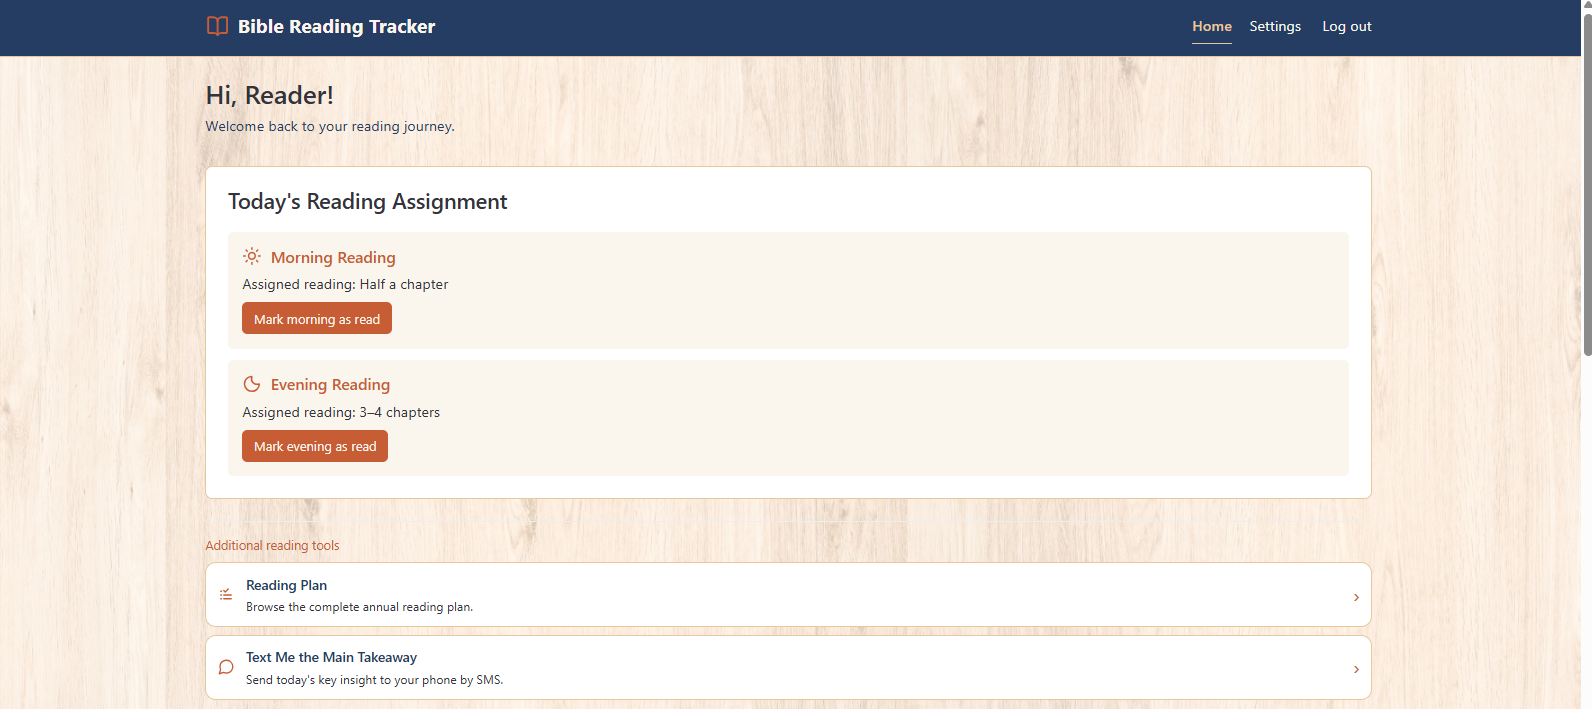 Bible Reading Tracker
Home
Settings
Log out
Hi, Reader!
Welcome back to your reading journey.
Today's Reading Assignment
Morning Reading
Assigned reading: Half a chapter
Mark morning as read
Evening Reading
Assigned reading: 3–4 chapters
Mark evening as read
Additional reading tools
Reading Plan
Browse the complete annual reading plan.
Text Me the Main Takeaway
Send today's key insight to your phone by SMS.